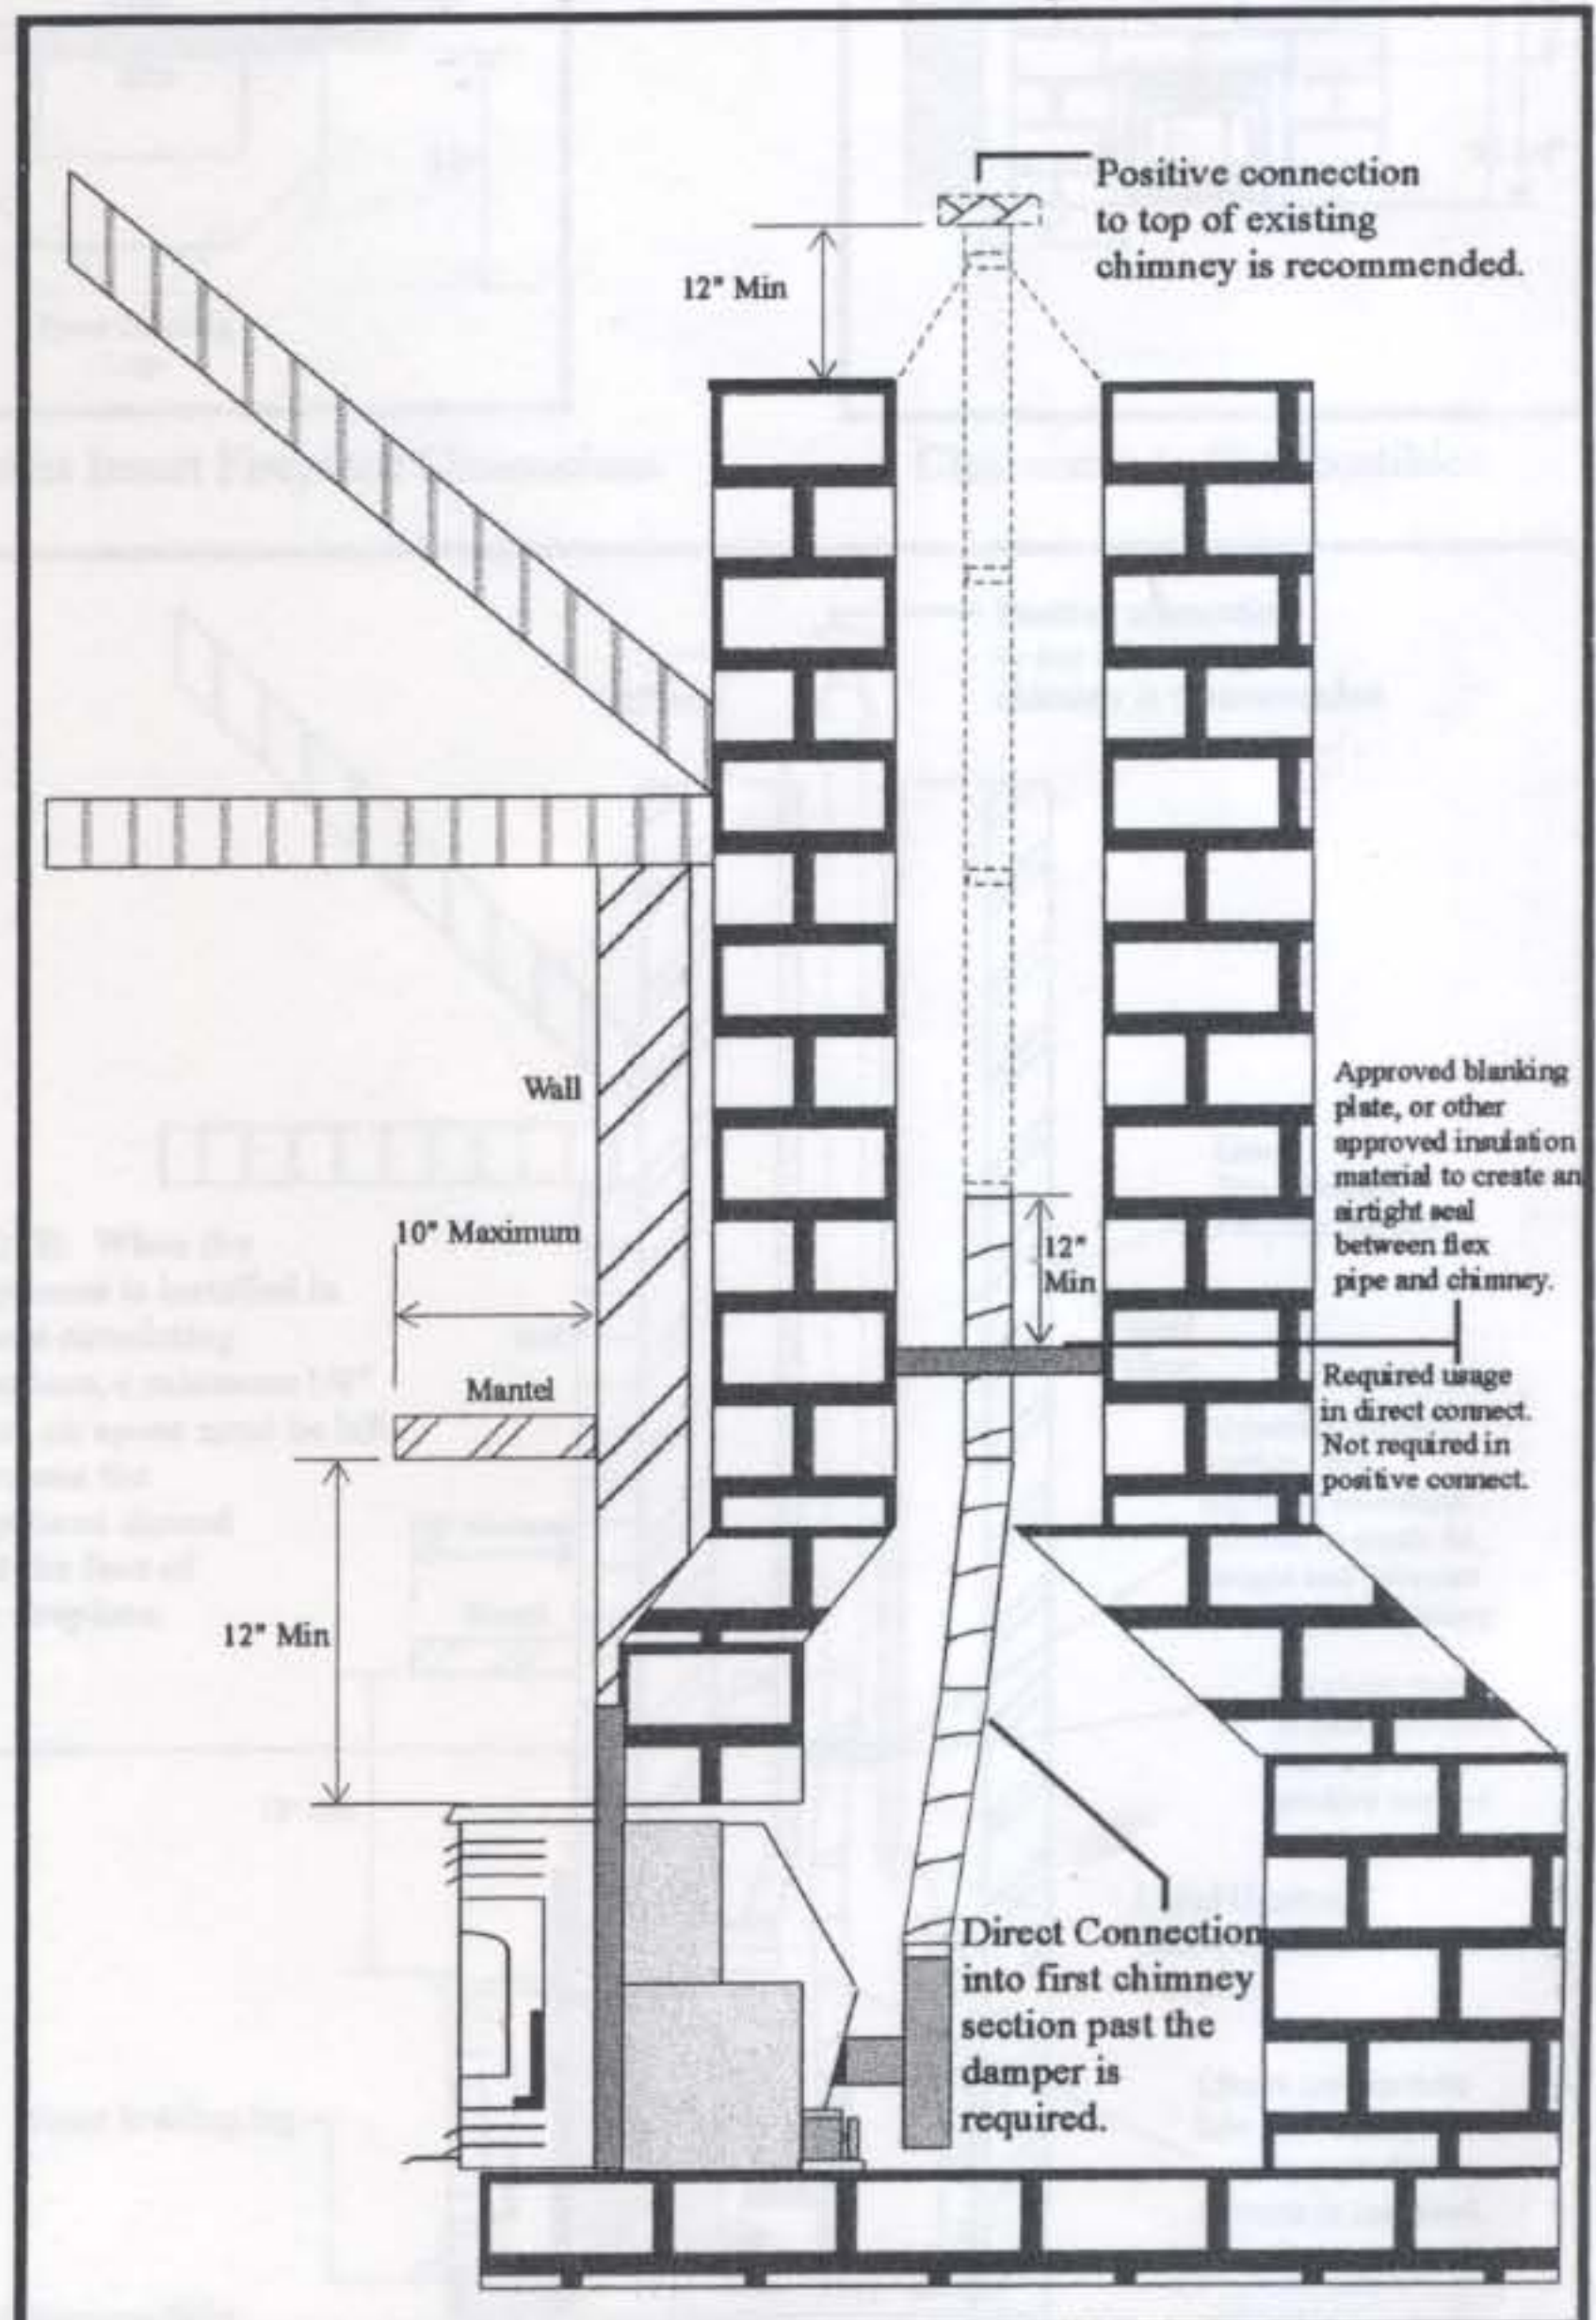 Positive connection
to top of existing
chimney is recommended.
12" Min
Wall
Approved blanking
plate, or other
approved insulation
material to create an
airtight seal
between flex
pipe and chimney.
10" Maximum
12"
Min
Mantel
Required usage
in direct connect.
Not required in
positive connect.
12" Min
Direct Connection
into first chimney
section past the
damper is
required.